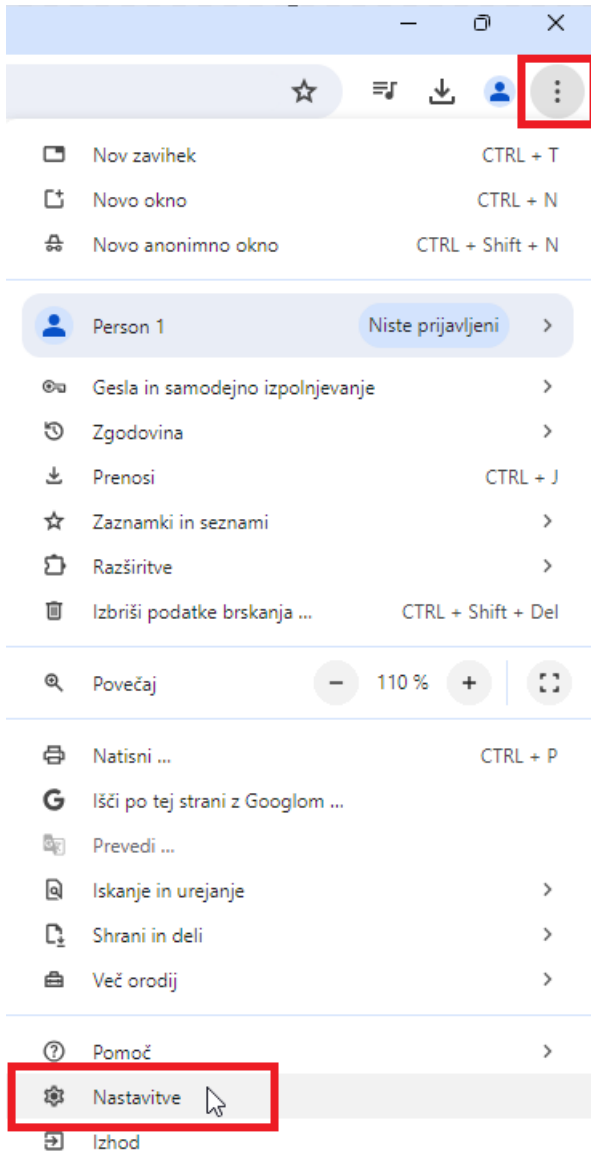 Nov zavihek CTRL + T
Novo okno CTRL + N
Novo anonimno okno CTRL + Shift + N
Person 1 Niste prijavljeni
Gesla in samodejno izpolnjevanje
Zgodovina
Prenosi CTRL + J
Zaznamki in seznami
Razširitve
Izbriši podatke brskanja ... CTRL + Shift + Del
Povečaj − 110 % +
Natisni ... CTRL + P
Išči po tej strani z Googlom ...
Prevedi ...
Iskanje in urejanje
Shrani in deli
Več orodij
Pomoč
Nastavitve
Izhod